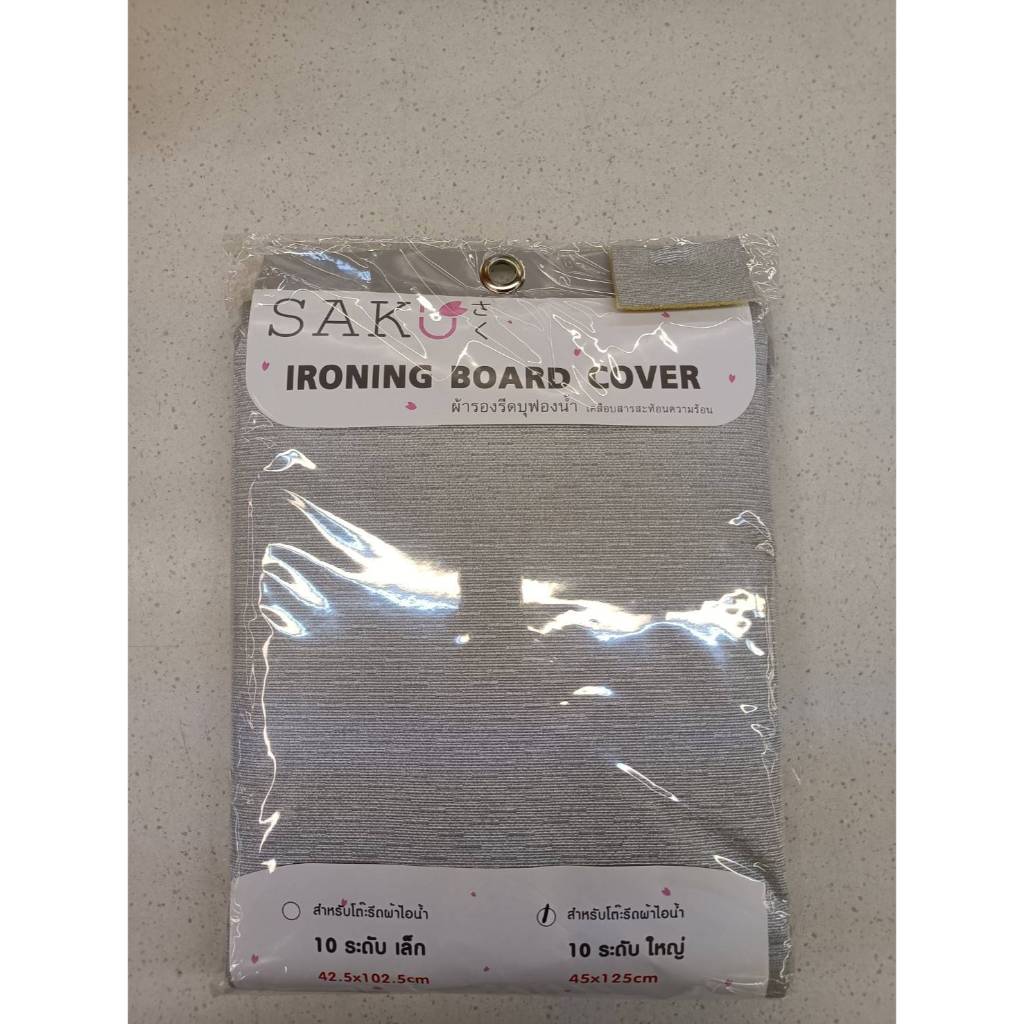 SAKU さく
IRONING BOARD COVER
ผ้ารองรีดบุฟองน้ำ เคลือบสารสะท้อนความร้อน
สำหรับโต๊ะรีดผ้าไอน้ำ
10 ระดับ เล็ก
42.5x102.5cm
สำหรับโต๊ะรีดผ้าไอน้ำ
10 ระดับ ใหญ่
45x125cm